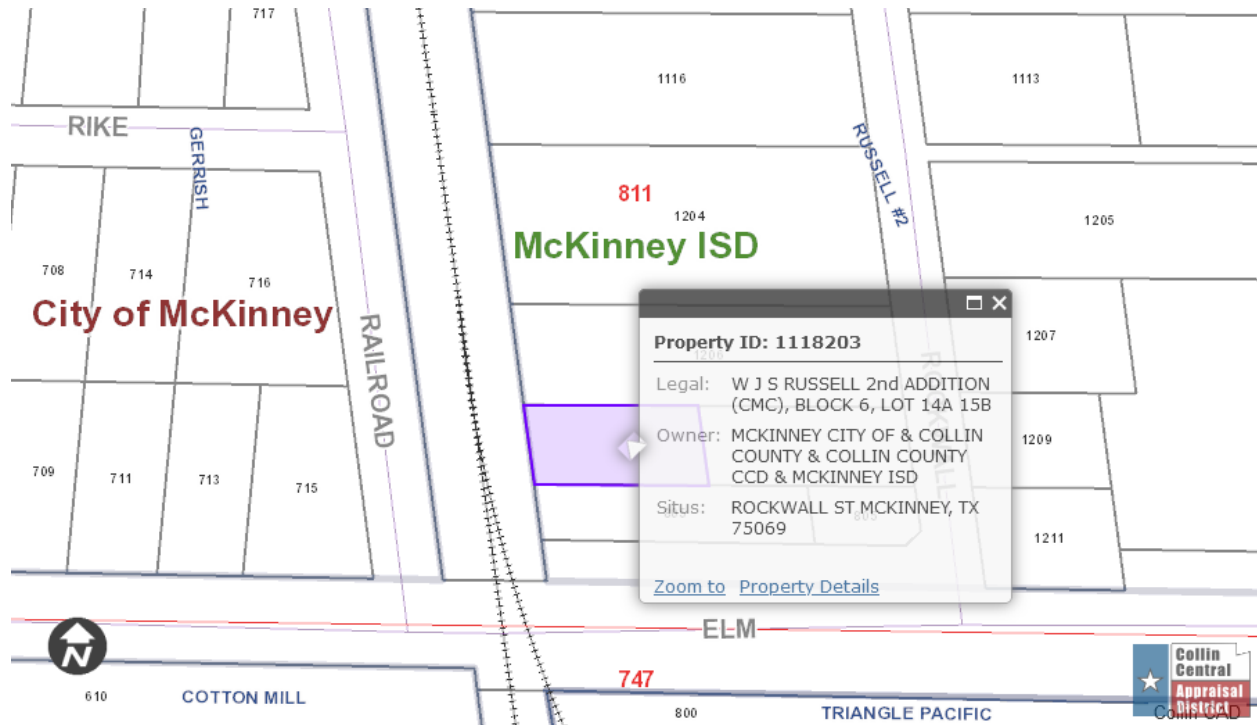 717
1116
1113
RIKE
GERRISH
RUSSELL #2
811
1204
1205
McKinney ISD
708
714
716
City of McKinney
RAILROAD
Property ID: 1118203
1206
1207
ROCKWALL
Legal: W J S RUSSELL 2nd ADDITION
(CMC), BLOCK 6, LOT 14A 15B
Owner: MCKINNEY CITY OF & COLLIN
COUNTY & COLLIN COUNTY
CCD & MCKINNEY ISD
1209
709
711
713
715
Situs: ROCKWALL ST MCKINNEY, TX
75069
1211
Zoom to Property Details
N
ELM
747
610
COTTON MILL
800
TRIANGLE PACIFIC
Collin
Central
Appraisal
District
Collin CAD